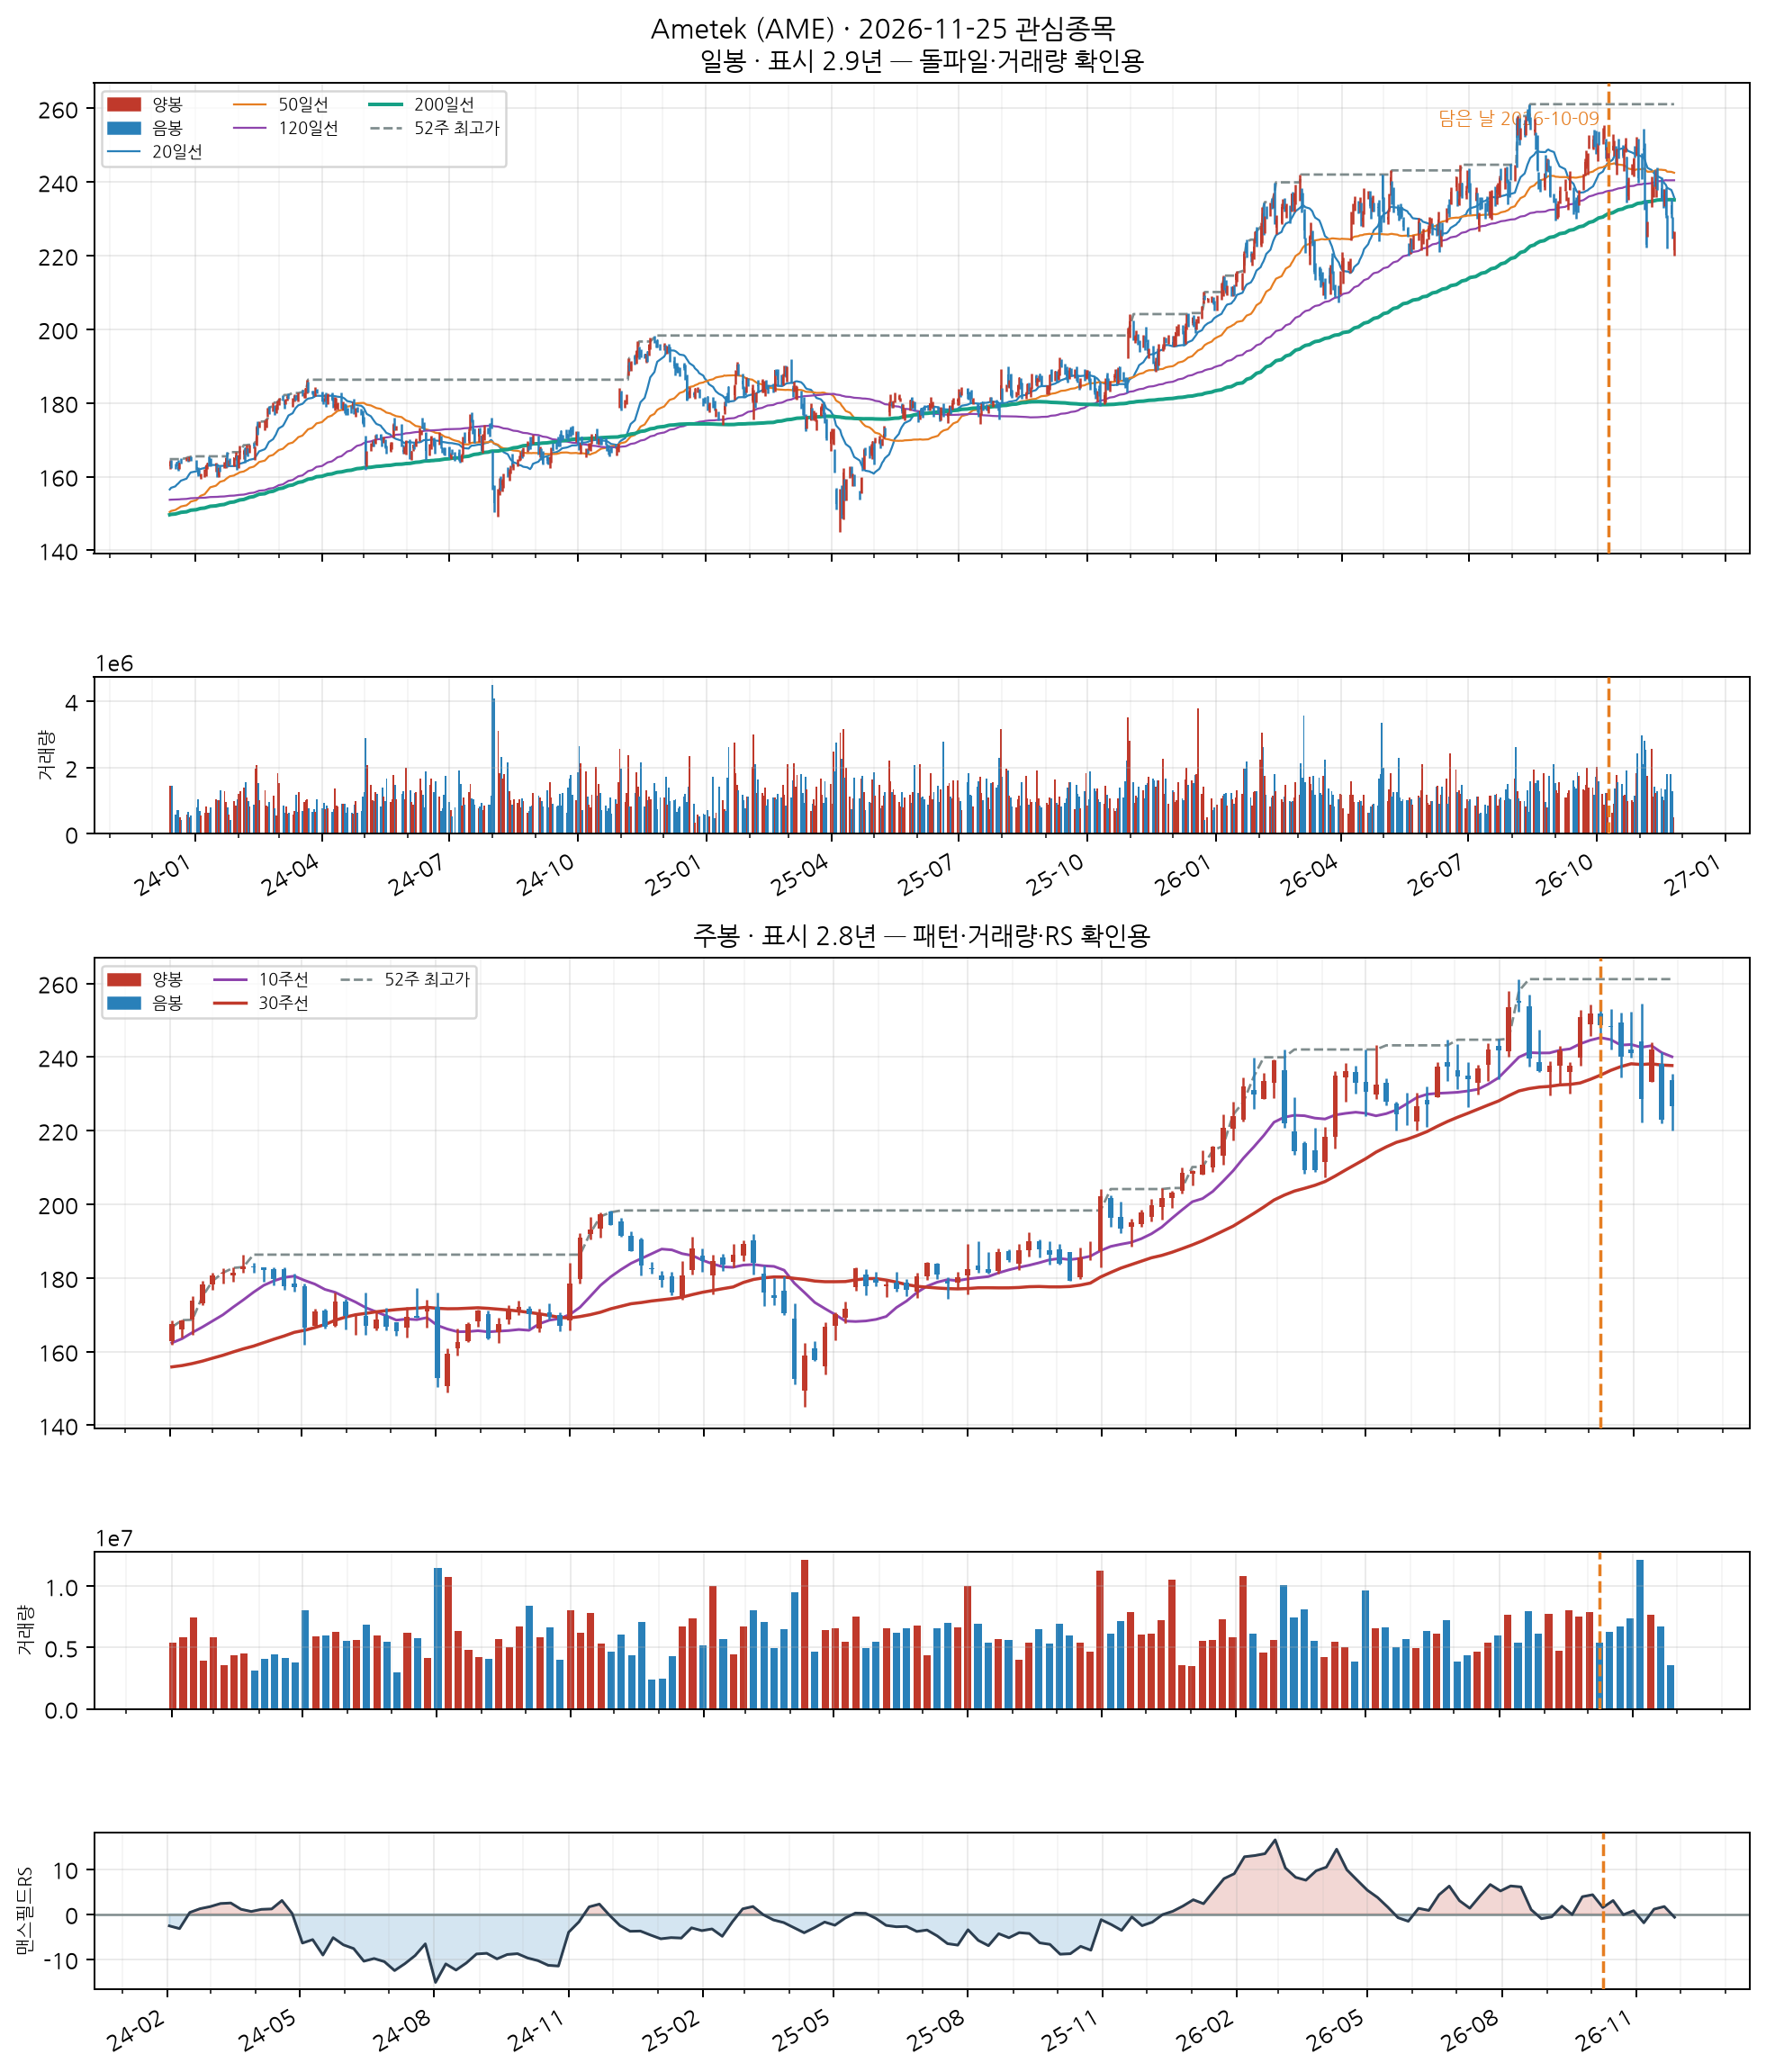 Ametek (AME) · 2026-11-25 관심종목
일봉 · 표시 2.9년 — 돌파일·거래량 확인용
양봉
음봉
20일선
50일선
120일선
200일선
52주 최고가
담은 날 2026-10-09
260
240
220
200
180
160
140
1e6
거래량
4
2
0
24-01
24-04
24-07
24-10
25-01
25-04
25-07
25-10
26-01
26-04
26-07
26-10
27-01
주봉 · 표시 2.8년 — 패턴·거래량·RS 확인용
양봉
음봉
10주선
30주선
52주 최고가
260
240
220
200
180
160
140
1e7
거래량
1.0
0.5
0.0
맨스필드RS
10
0
-10
24-02
24-05
24-08
24-11
25-02
25-05
25-08
25-11
26-02
26-05
26-08
26-11